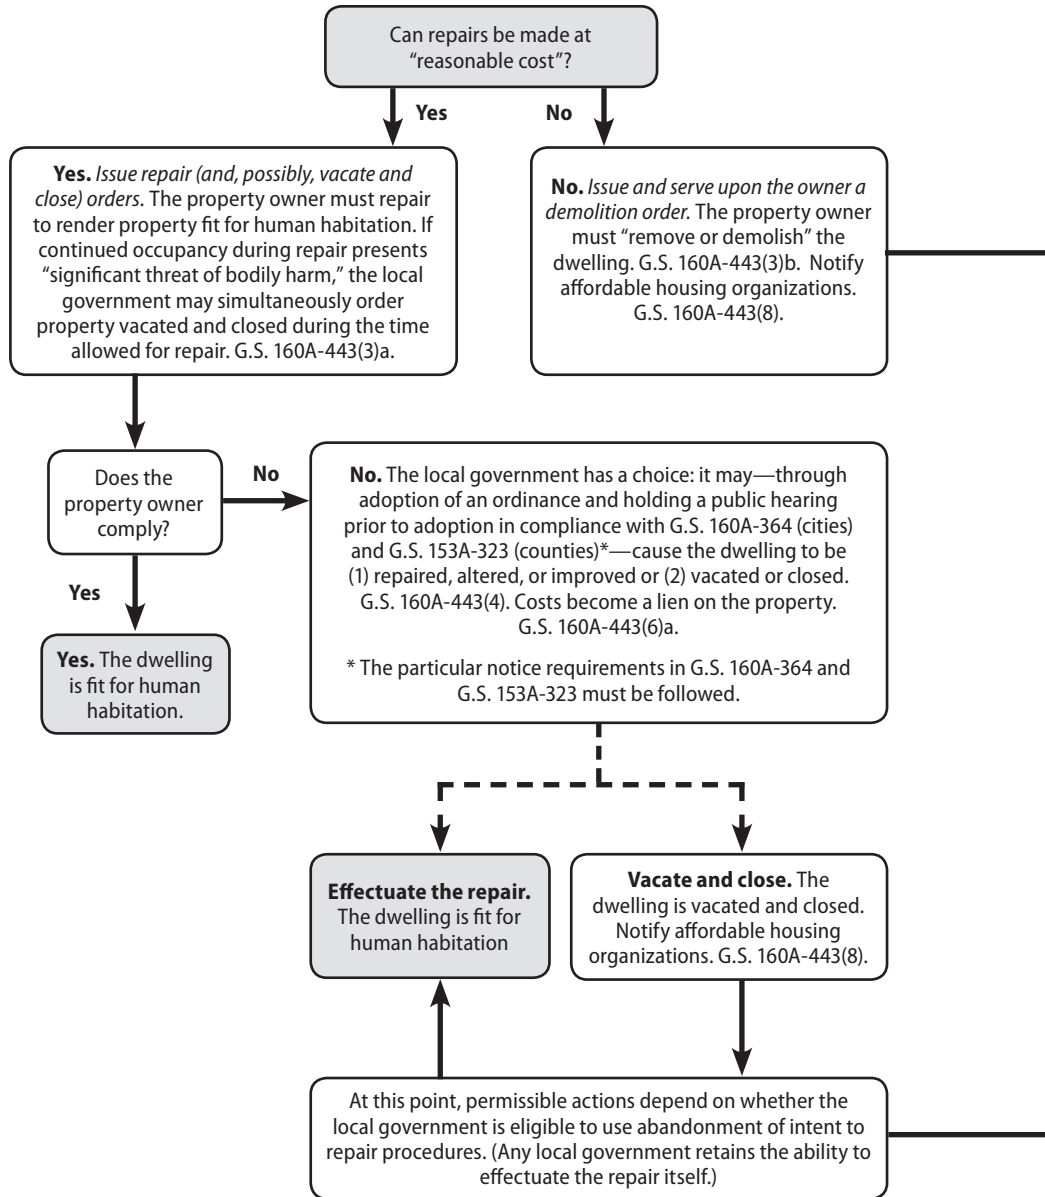 Can repairs be made at
“reasonable cost”?
Yes
No
Yes. Issue repair (and, possibly, vacate and
close) orders. The property owner must repair
to render property fit for human habitation. If
continued occupancy during repair presents
“significant threat of bodily harm,” the local
government may simultaneously order
property vacated and closed during the time
allowed for repair. G.S. 160A-443(3)a.
No. Issue and serve upon the owner a
demolition order. The property owner
must “remove or demolish” the
dwelling. G.S. 160A-443(3)b. Notify
affordable housing organizations.
G.S. 160A-443(8).
Does the
property owner
comply?
No
No. The local government has a choice: it may—through
adoption of an ordinance and holding a public hearing
prior to adoption in compliance with G.S. 160A-364 (cities)
and G.S. 153A-323 (counties)*—cause the dwelling to be
(1) repaired, altered, or improved or (2) vacated or closed.
G.S. 160A-443(4). Costs become a lien on the property.
G.S. 160A-443(6)a.
* The particular notice requirements in G.S. 160A-364 and
G.S. 153A-323 must be followed.
Yes
Yes. The dwelling
is fit for human
habitation.
Effectuate the repair.
The dwelling is fit for
human habitation
Vacate and close. The
dwelling is vacated and closed.
Notify affordable housing
organizations. G.S. 160A-443(8).
At this point, permissible actions depend on whether the
local government is eligible to use abandonment of intent to
repair procedures. (Any local government retains the ability to
effectuate the repair itself.)